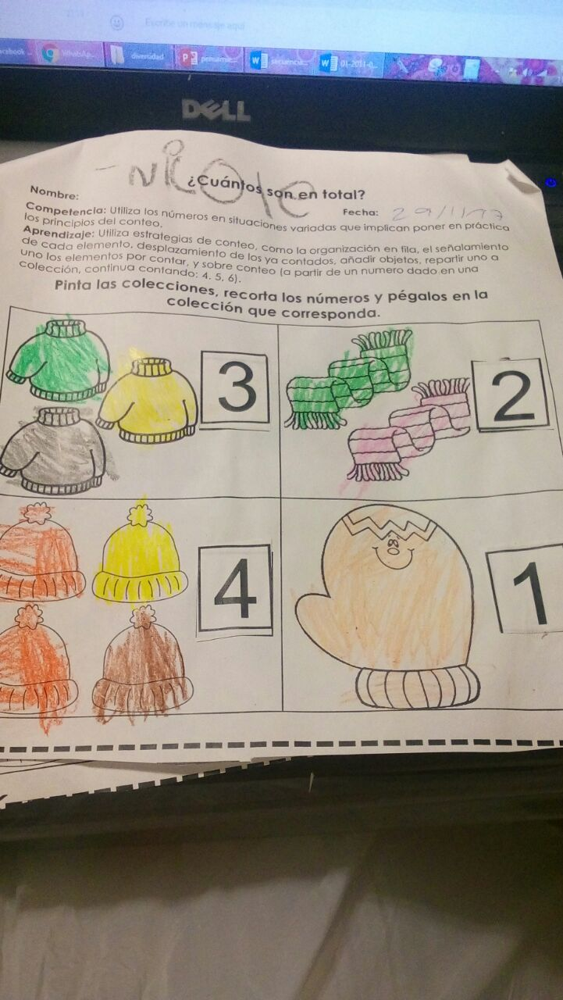 Escribe un mensaje aquí
WhatsAp...
diversidad
secuencia...
01-2011-0...
DELL
NICOLE
¿Cuántos son en total?
Nombre:
Fecha: 29/11/17
Competencia: Utiliza los números en situaciones variadas que implican poner en práctica
los principios del conteo.
Aprendizaje: Utiliza estrategias de conteo, como la organización en fila, el señalamiento
de cada elemento, desplazamiento de los ya contados, añadir objetos, repartir uno a
uno los elementos por contar, y sobre conteo (a partir de un numero dado en una
colección, continua contando: 4, 5, 6).
Pinta las colecciones, recorta los números y pégalos en la
colección que corresponda.
3
2
4
1